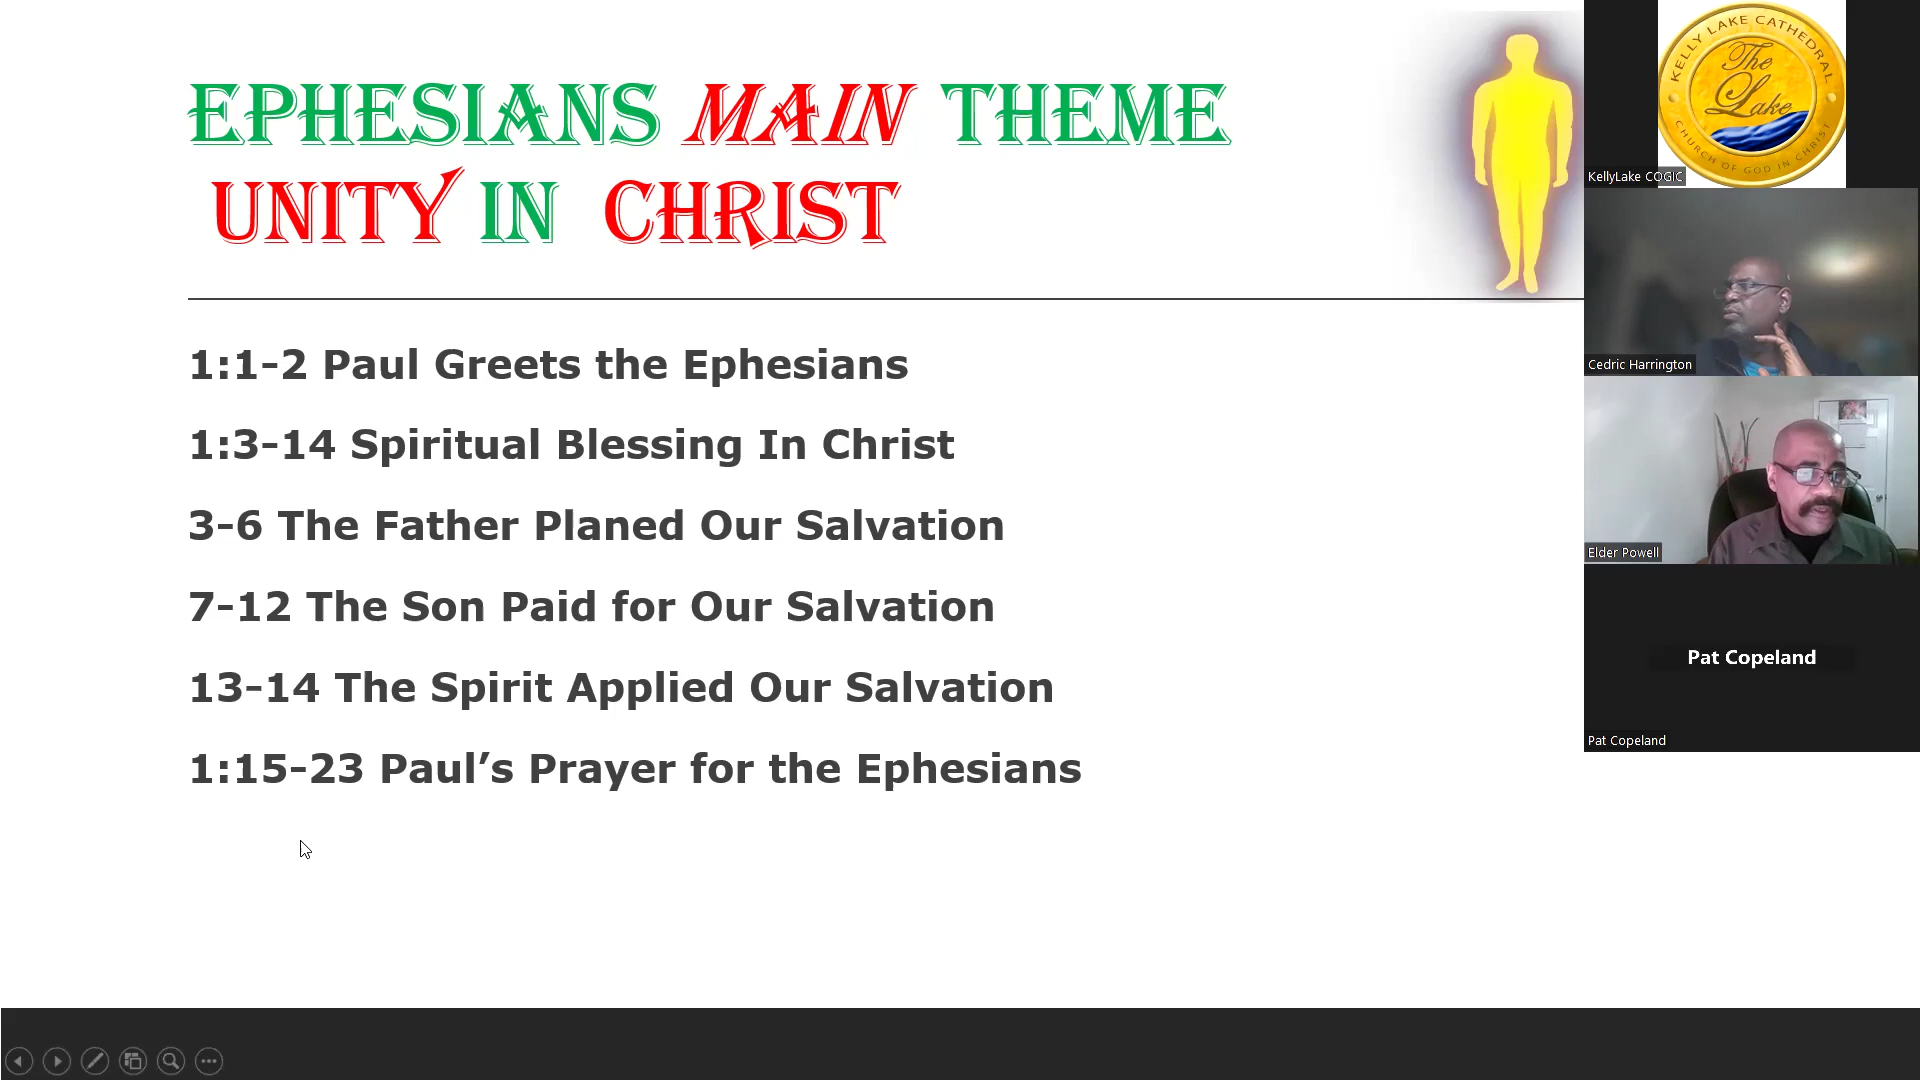 EPHESIANS MAIN THEME
UNITY IN CHRIST
1:1-2 Paul Greets the Ephesians
1:3-14 Spiritual Blessing In Christ
3-6 The Father Planed Our Salvation
7-12 The Son Paid for Our Salvation
13-14 The Spirit Applied Our Salvation
1:15-23 Paul’s Prayer for the Ephesians
KELLY LAKE CATHEDRAL
The
Lake
CHURCH OF GOD IN CHRIST
KellyLake COGIC
Cedric Harrington
Elder Powell
Pat Copeland
Pat Copeland